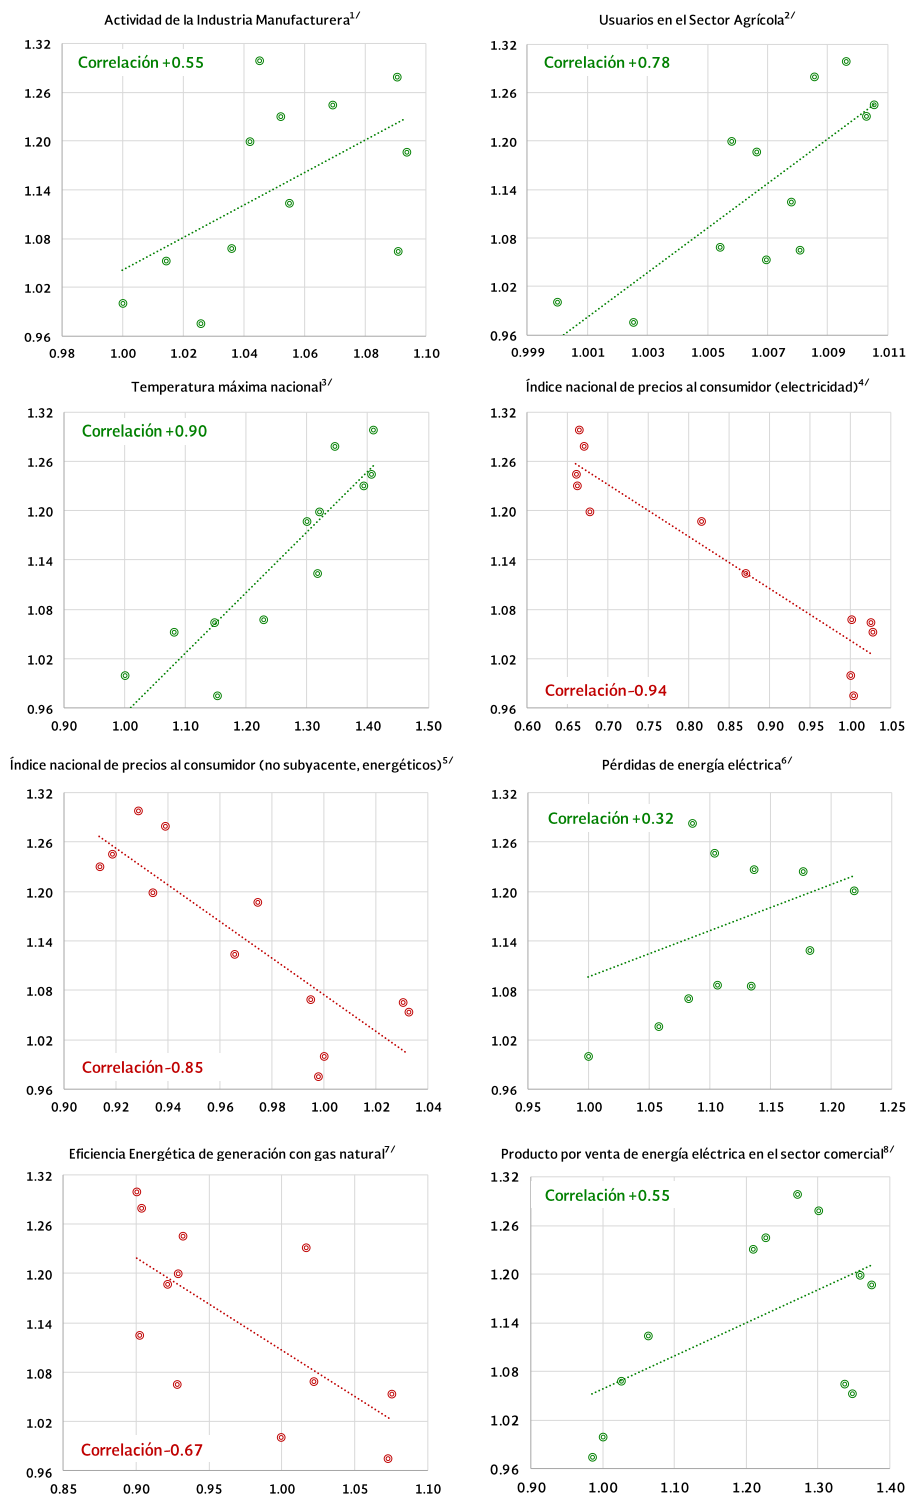 Actividad de la Industria Manufacturera1/
Correlación +0.55
1.32
1.26
1.20
1.14
1.08
1.02
0.96
0.98 1.00 1.02 1.04 1.06 1.08 1.10
Usuarios en el Sector Agrícola2/
Correlación +0.78
1.32
1.26
1.20
1.14
1.08
1.02
0.96
0.999 1.001 1.003 1.005 1.007 1.009 1.011
Temperatura máxima nacional3/
Correlación +0.90
1.32
1.26
1.20
1.14
1.08
1.02
0.96
0.90 1.00 1.10 1.20 1.30 1.40 1.50
Índice nacional de precios al consumidor (electricidad)4/
1.32
1.26
1.20
1.14
1.08
1.02
Correlación-0.94
0.96
0.60 0.65 0.70 0.75 0.80 0.85 0.90 0.95 1.00 1.05
Índice nacional de precios al consumidor (no subyacente, energéticos)5/
1.32
1.26
1.20
1.14
1.08
1.02
Correlación-0.85
0.96
0.90 0.92 0.94 0.96 0.98 1.00 1.02 1.04
Pérdidas de energía eléctrica6/
1.32
Correlación +0.32
1.26
1.20
1.14
1.08
1.02
0.96
0.95 1.00 1.05 1.10 1.15 1.20 1.25
Eficiencia Energética de generación con gas natural7/
1.32
1.26
1.20
1.14
1.08
1.02
Correlación-0.67
0.96
0.85 0.90 0.95 1.00 1.05 1.10
Producto por venta de energía eléctrica en el sector comercial8/
1.32
Correlación +0.55
1.26
1.20
1.14
1.08
1.02
0.96
0.90 1.00 1.10 1.20 1.30 1.40